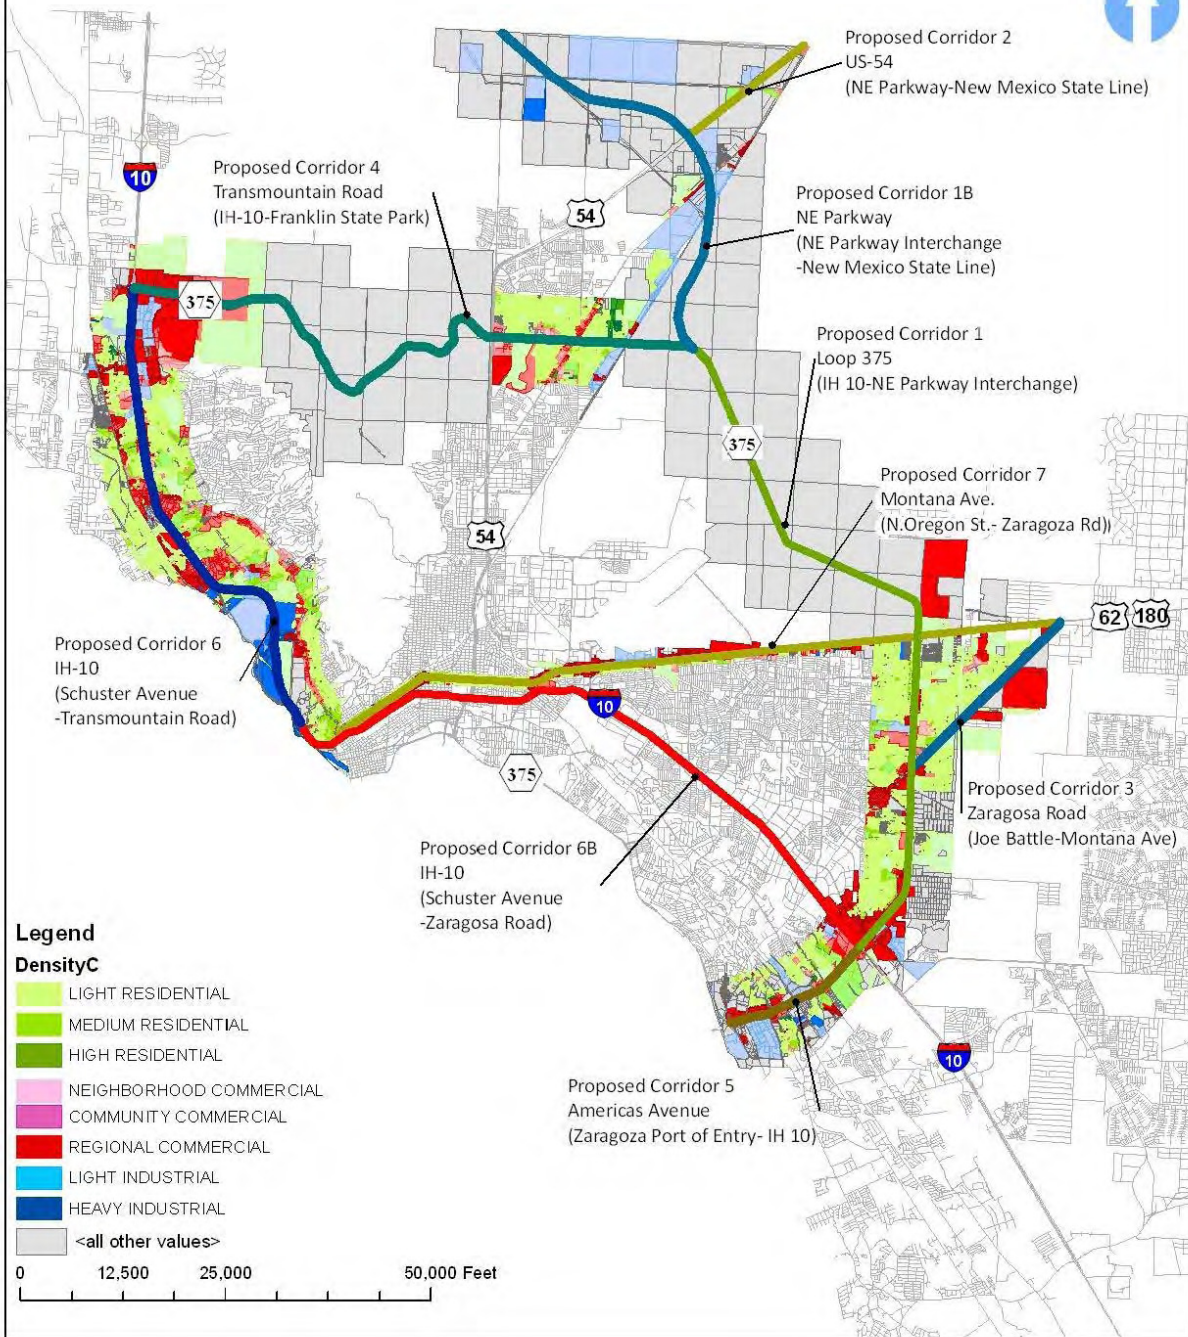 Proposed Corridor 2
US-54
(NE Parkway-New Mexico State Line)
Proposed Corridor 4
Transmountain Road
(IH-10-Franklin State Park)
10
54
Proposed Corridor 1B
NE Parkway
(NE Parkway Interchange
-New Mexico State Line)
375
Proposed Corridor 1
Loop 375
(IH 10-NE Parkway Interchange)
375
Proposed Corridor 7
Montana Ave.
(N.Oregon St.- Zaragoza Rd))
54
62 180
Proposed Corridor 6
IH-10
(Schuster Avenue
-Transmountain Road)
10
375
Proposed Corridor 3
Zaragosa Road
(Joe Battle-Montana Ave)
Proposed Corridor 6B
IH-10
(Schuster Avenue
-Zaragosa Road)
10
Proposed Corridor 5
Americas Avenue
(Zaragoza Port of Entry- IH 10)
Legend
DensityC
LIGHT RESIDENTIAL
MEDIUM RESIDENTIAL
HIGH RESIDENTIAL
NEIGHBORHOOD COMMERCIAL
COMMUNITY COMMERCIAL
REGIONAL COMMERCIAL
LIGHT INDUSTRIAL
HEAVY INDUSTRIAL
<all other values>
0 12,500 25,000 50,000 Feet